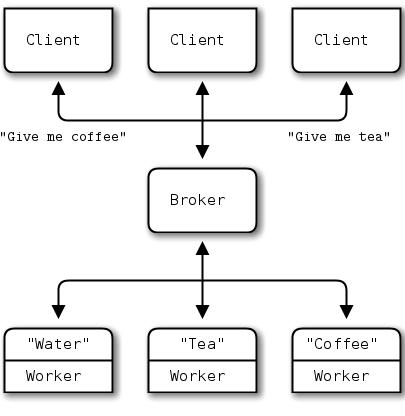 Client Client Client
"Give me coffee" "Give me tea"
Broker
"Water" "Tea" "Coffee"
Worker Worker Worker